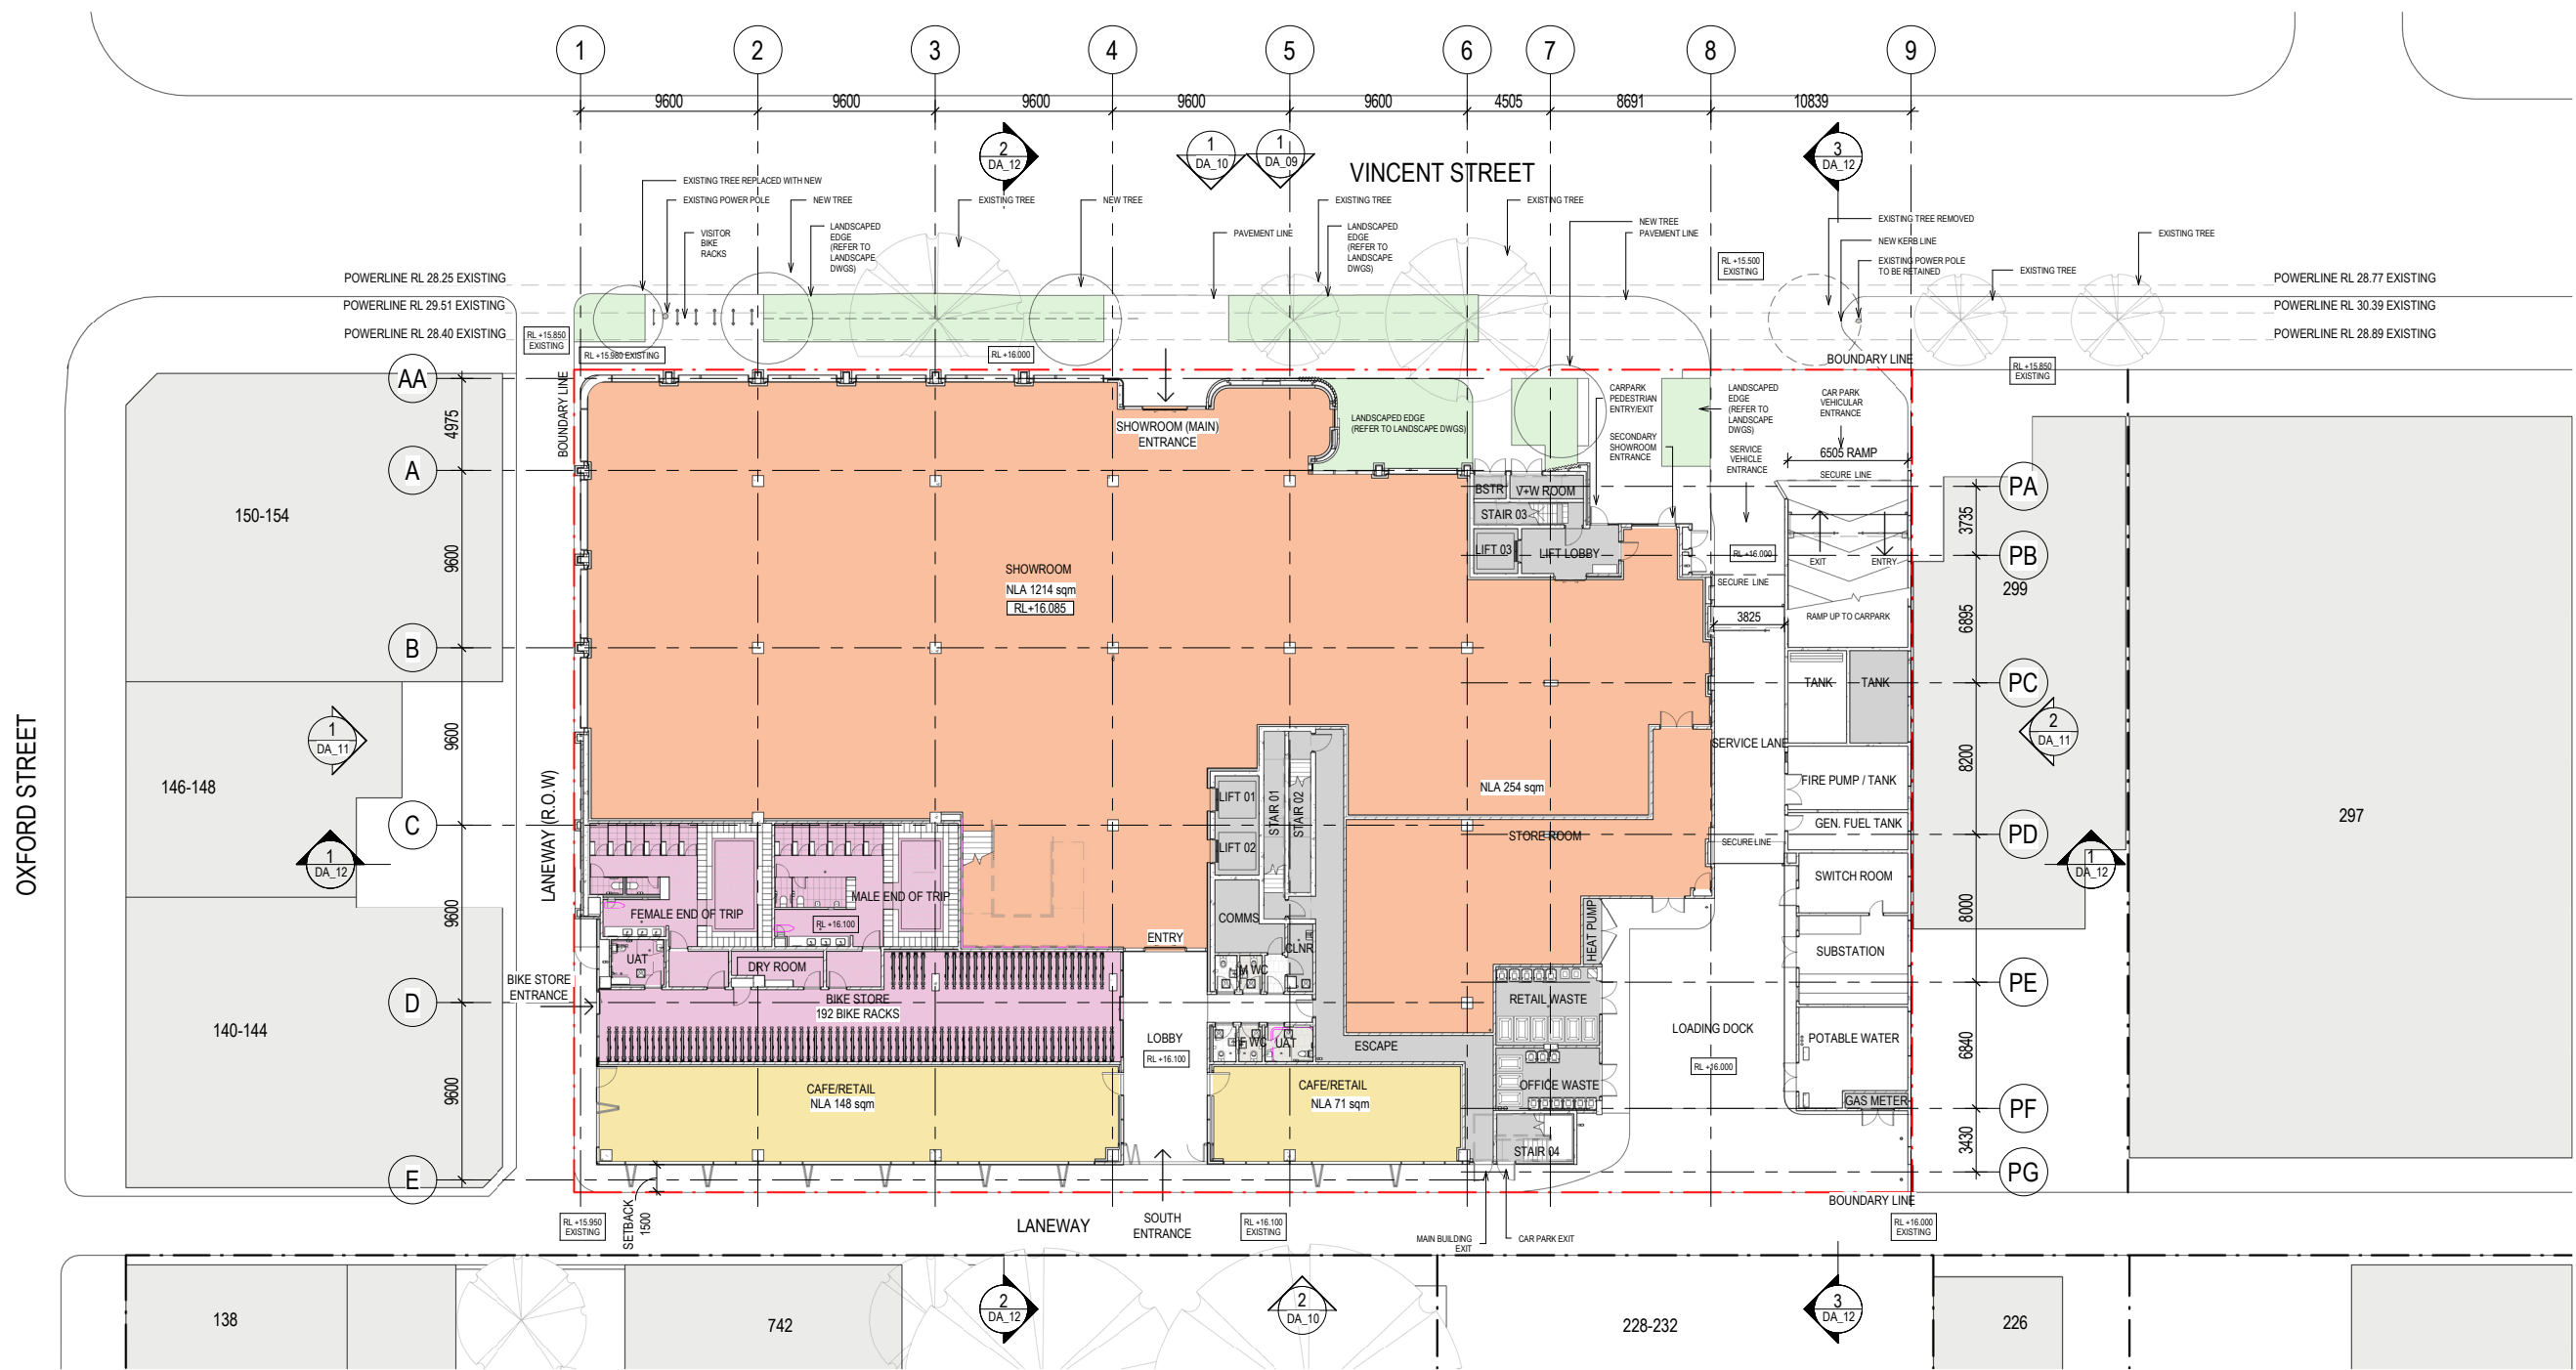 1
2
3
4
5
6
7
8
9
9600
9600
9600
9600
9600
4505
8691
10839
2
DA_12
1
DA_10
1
DA_09
3
DA_12
VINCENT STREET
EXISTING TREE REPLACED WITH NEW
EXISTING POWER POLE
NEW TREE
EXISTING TREE
NEW TREE
EXISTING TREE
EXISTING TREE
VISITOR
BIKE
RACKS
LANDSCAPED
EDGE
(REFER TO
LANDSCAPE
DWGS)
PAVEMENT LINE
LANDSCAPED
EDGE
(REFER TO
LANDSCAPE
DWGS)
NEW TREE
PAVEMENT LINE
RL +15.500
EXISTING
EXISTING TREE REMOVED
NEW KERB LINE
EXISTING POWER POLE
TO BE RETAINED
EXISTING TREE
EXISTING TREE
POWERLINE RL 28.25 EXISTING
POWERLINE RL 29.51 EXISTING
POWERLINE RL 28.40 EXISTING
POWERLINE RL 28.77 EXISTING
POWERLINE RL 30.39 EXISTING
POWERLINE RL 28.89 EXISTING
RL +15.850
EXISTING
RL +15.980 EXISTING
RL +16.000
BOUNDARY LINE
RL +15.850
EXISTING
AA
A
B
C
D
E
4975
9600
9600
9600
9600
BOUNDARY LINE
SHOWROOM (MAIN)
ENTRANCE
LANDSCAPED EDGE
(REFER TO LANDSCAPE DWGS)
CARPARK
PEDESTRIAN
ENTRY/EXIT
SECONDARY
SHOWROOM
ENTRANCE
LANDSCAPED
EDGE
(REFER TO
LANDSCAPE
DWGS)
SERVICE
VEHICLE
ENTRANCE
CAR PARK
VEHICULAR
ENTRANCE
6505 RAMP
SECURE LINE
BSTR
V+W ROOM
STAIR 03
LIFT 03
LIFT LOBBY
RL +16.000
EXIT
ENTRY
SECURE LINE
3825
RAMP UP TO CARPARK
PA
PB
PC
PD
PE
PF
PG
3735
6895
8200
8000
6840
3430
150-154
146-148
140-144
299
297
OXFORD STREET
LANEWAY (R.O.W)
1
DA_11
1
DA_12
2
DA_11
1
DA_12
SHOWROOM
NLA 1214 sqm
RL+16.085
TANK
TANK
SERVICE LANE
FIRE PUMP / TANK
GEN. FUEL TANK
SECURE LINE
SWITCH ROOM
SUBSTATION
POTABLE WATER
GAS METER
NLA 254 sqm
STORE ROOM
LIFT 01
LIFT 02
STAIR 01
STAIR 02
COMMS
CLNR
M WC
F WC
UAT
ESCAPE
HEAT PUMP
RETAIL WASTE
OFFICE WASTE
STAIR 04
LOADING DOCK
RL +16.000
FEMALE END OF TRIP
MALE END OF TRIP
RL +16.100
UAT
DRY ROOM
ENTRY
BIKE STORE
ENTRANCE
BIKE STORE
192 BIKE RACKS
LOBBY
RL +16.100
CAFE/RETAIL
NLA 148 sqm
CAFE/RETAIL
NLA 71 sqm
BOUNDARY LINE
RL +15.950
EXISTING
SETBACK
1500
LANEWAY
SOUTH
ENTRANCE
RL +16.100
EXISTING
MAIN BUILDING
EXIT
CAR PARK EXIT
RL +16.000
EXISTING
138
742
2
DA_12
2
DA_10
228-232
3
DA_12
226